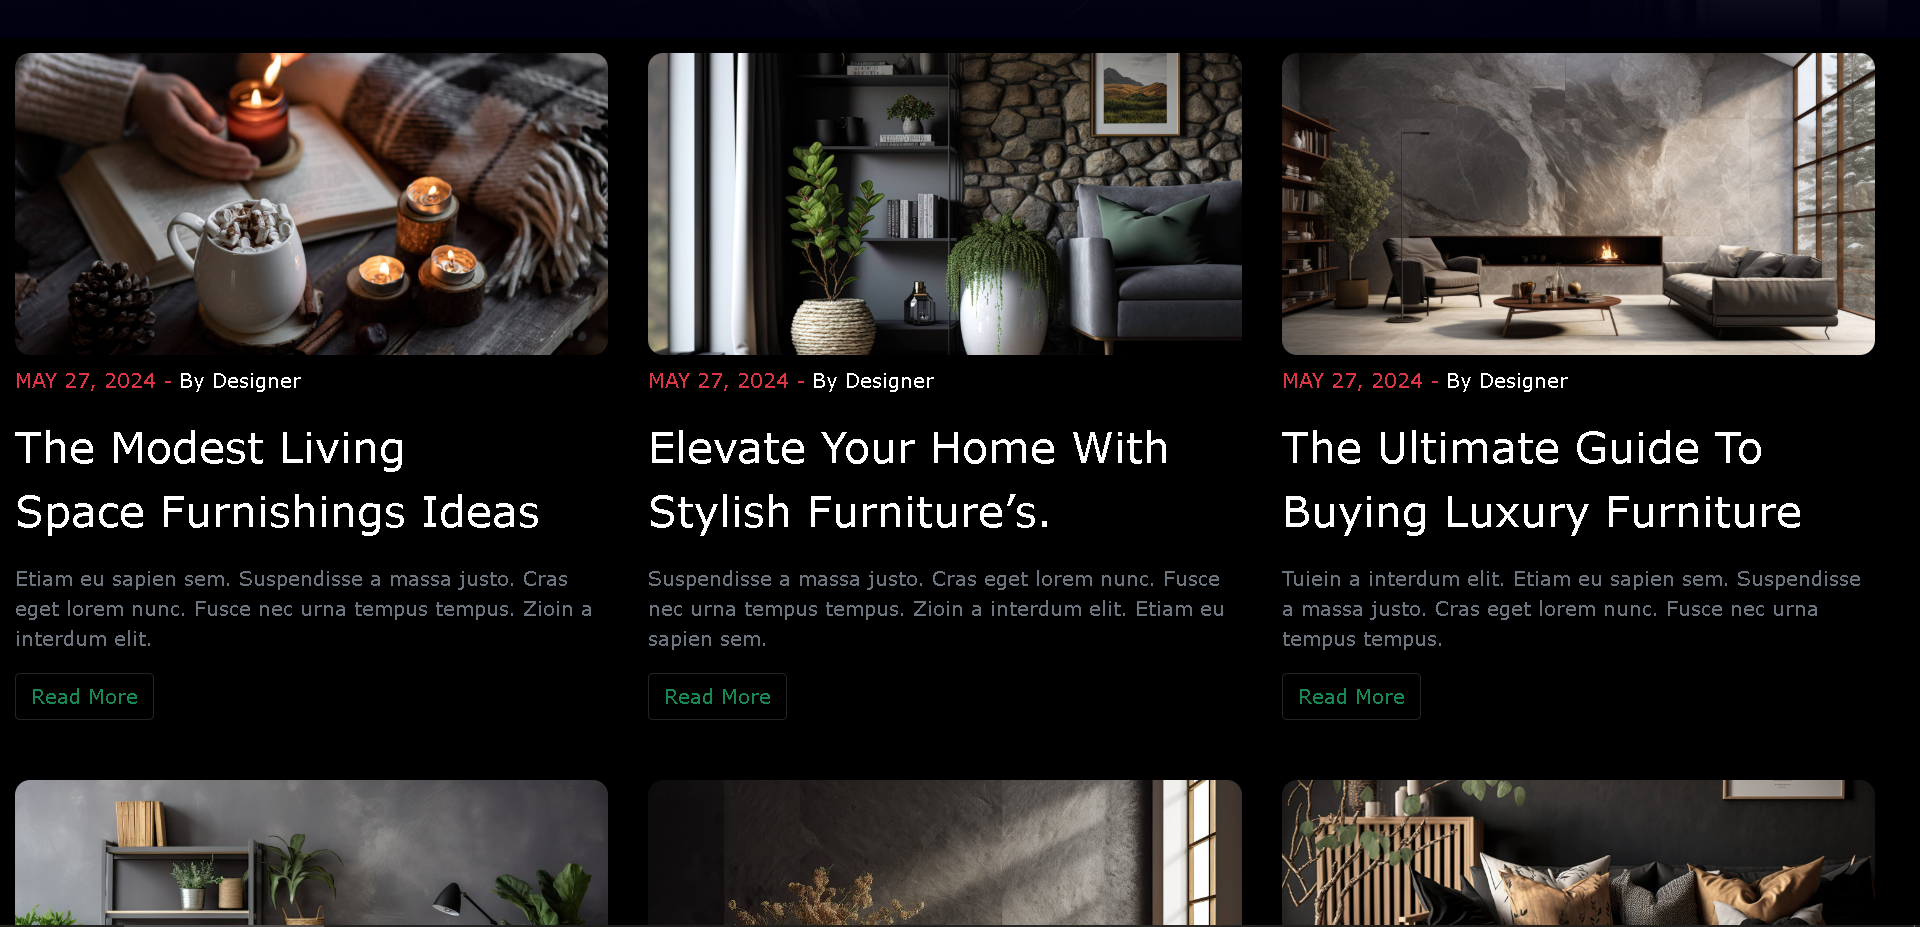 MAY 27, 2024 - By Designer
The Modest Living
Space Furnishings Ideas
Etiam eu sapien sem. Suspendisse a massa justo. Cras
eget lorem nunc. Fusce nec urna tempus tempus. Zioin a
interdum elit.
Read More
MAY 27, 2024 - By Designer
Elevate Your Home With
Stylish Furniture’s.
Suspendisse a massa justo. Cras eget lorem nunc. Fusce
nec urna tempus tempus. Zioin a interdum elit. Etiam eu
sapien sem.
Read More
MAY 27, 2024 - By Designer
The Ultimate Guide To
Buying Luxury Furniture
Tuiein a interdum elit. Etiam eu sapien sem. Suspendisse
a massa justo. Cras eget lorem nunc. Fusce nec urna
tempus tempus.
Read More